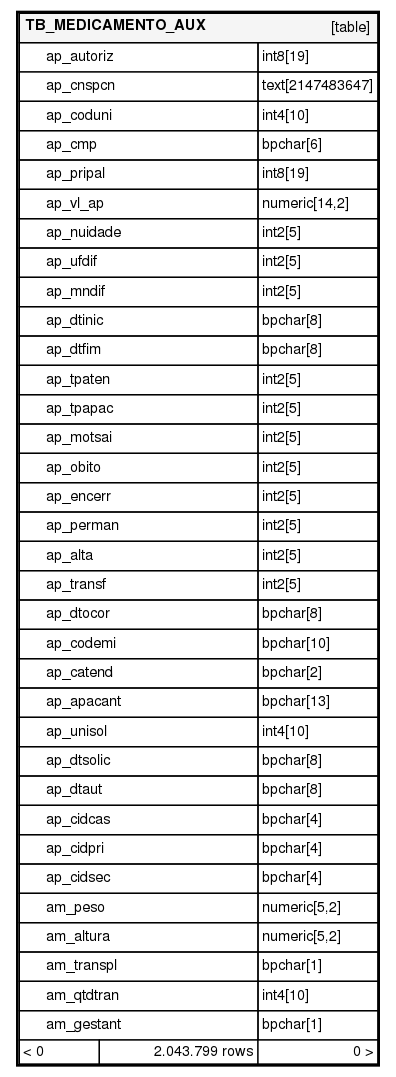 TB_MEDICAMENTO_AUX [table]
ap_autoriz int8[19]
ap_cnspcn text[2147483647]
ap_coduni int4[10]
ap_cmp bpchar[6]
ap_pripal int8[19]
ap_vl_ap numeric[14,2]
ap_nuidade int2[5]
ap_ufdif int2[5]
ap_mndif int2[5]
ap_dtinic bpchar[8]
ap_dtfim bpchar[8]
ap_tpaten int2[5]
ap_tpapac int2[5]
ap_motsai int2[5]
ap_obito int2[5]
ap_encerr int2[5]
ap_perman int2[5]
ap_alta int2[5]
ap_transf int2[5]
ap_dtocor bpchar[8]
ap_codemi bpchar[10]
ap_catend bpchar[2]
ap_apacant bpchar[13]
ap_unisol int4[10]
ap_dtsolic bpchar[8]
ap_dtaut bpchar[8]
ap_cidcas bpchar[4]
ap_cidpri bpchar[4]
ap_cidsec bpchar[4]
am_peso numeric[5,2]
am_altura numeric[5,2]
am_transpl bpchar[1]
am_qtdtran int4[10]
am_gestant bpchar[1]
< 0 2.043.799 rows 0 >